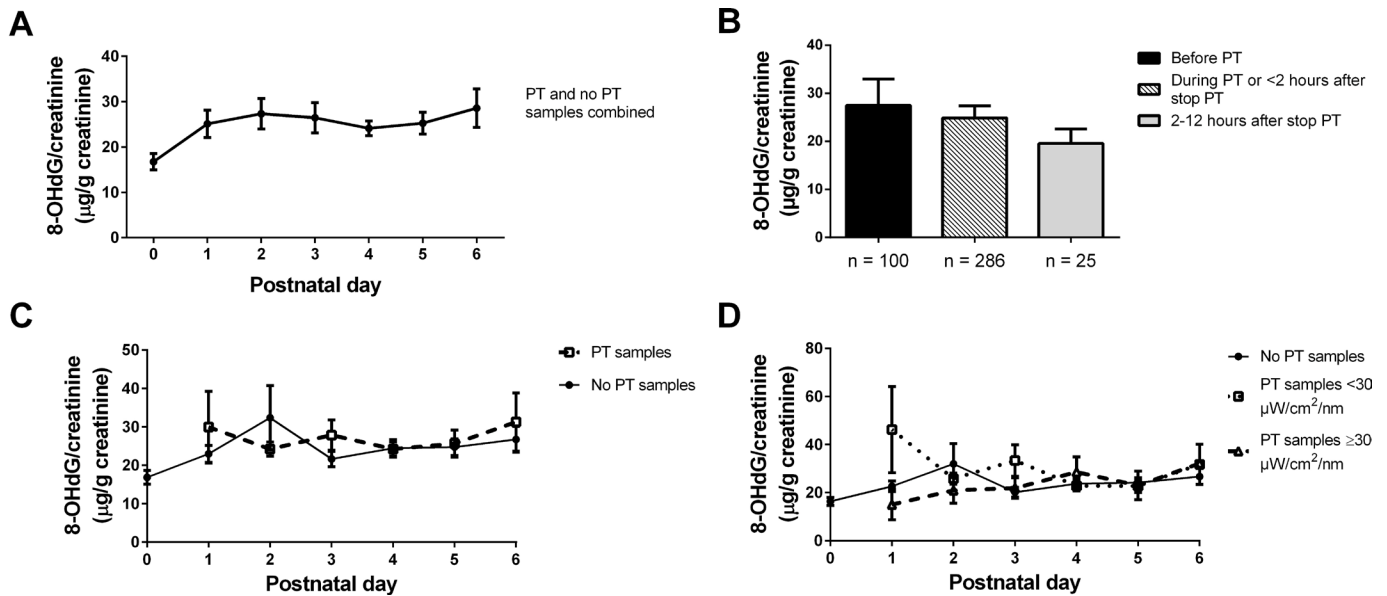 A
8-OHdG/creatinine
(µg/g creatinine)
40
30
20
10
0
0 1 2 3 4 5 6
Postnatal day
PT and no PT
samples combined
B
8-OHdG/creatinine
(µg/g creatinine)
40
30
20
10
0
n = 100 n = 286 n = 25
Before PT
During PT or <2 hours after
stop PT
2-12 hours after stop PT
C
8-OHdG/creatinine
(µg/g creatinine)
50
40
30
20
10
0
0 1 2 3 4 5 6
Postnatal day
PT samples
No PT samples
D
8-OHdG/creatinine
(µg/g creatinine)
80
60
40
20
0
0 1 2 3 4 5 6
Postnatal day
No PT samples
PT samples <30
µW/cm²/nm
PT samples ≥30
µW/cm²/nm